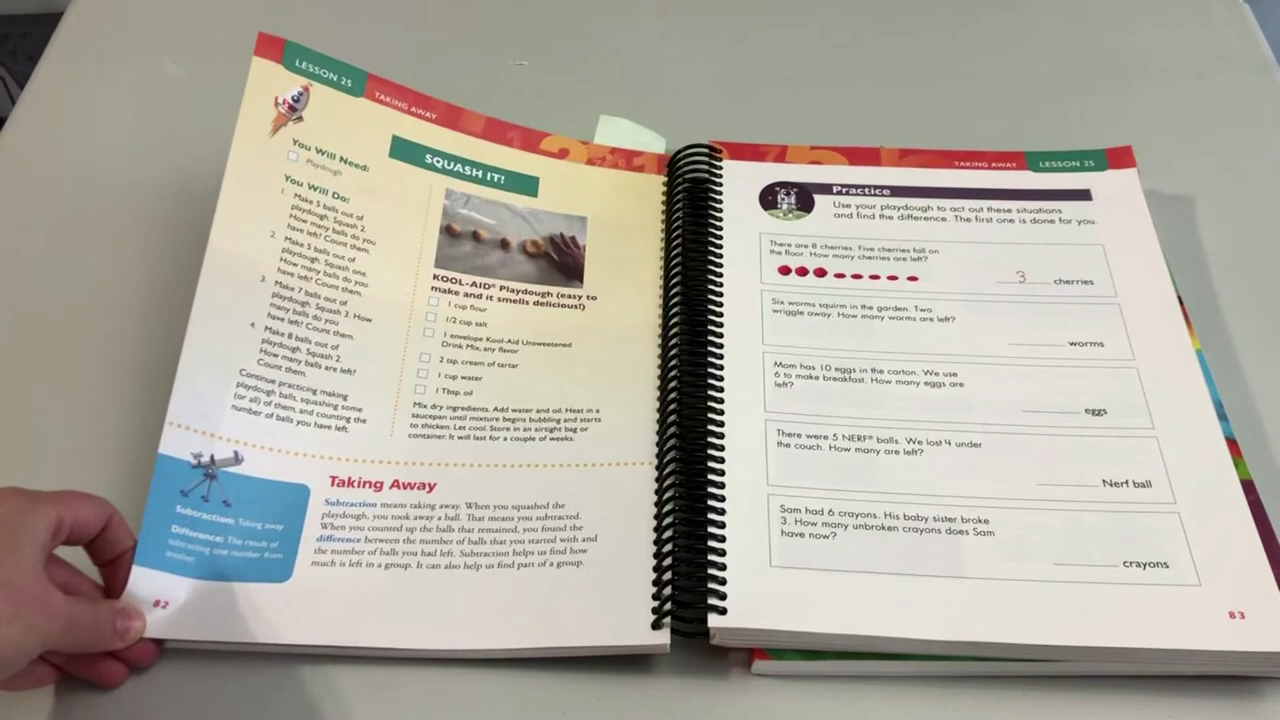 LESSON 25
TAKING AWAY
You Will Need:
Playdough
You Will Do:
1. Make 5 balls out of
playdough. Squash 2.
How many balls do you
have left? Count them.
2. Make 5 balls out of
playdough. Squash one.
How many balls do you
have left? Count them.
3. Make 7 balls out of
playdough. Squash 3. How
many balls do you
have left? Count them.
4. Make 8 balls out of
playdough. Squash 2.
How many balls are left?
Count them.
Continue practicing making
playdough balls, squashing some
(or all) of them, and counting the
number of balls you have left.
SQUASH IT!
KOOL-AID® Playdough (easy to
make and it smells delicious!)
1 cup flour
1/2 cup salt
1 envelope Kool-Aid Unsweetened
Drink Mix, any flavor
2 tsp. cream of tartar
1 cup water
1 Tbsp. oil
Mix dry ingredients. Add water and oil. Heat in a
saucepan until mixture begins bubbling and starts
to thicken. Let cool. Store in an airtight bag or
container. It will last for a couple of weeks.
Subtraction: Taking away
Difference: The result of
subtracting one number from
another.
Taking Away
Subtraction means taking away. When you squashed the
playdough, you took away a ball. That means you subtracted.
When you counted up the balls that remained, you found the
difference between the number of balls that you started with and
the number of balls you had left. Subtraction helps us find how
much is left in a group. It can also help us find part of a group.
82
TAKING AWAY LESSON 25
Practice
Use your playdough to act out these situations
and find the difference. The first one is done for you.
There are 8 cherries. Five cherries fall on
the floor. How many cherries are left?
3 cherries
Six worms squirm in the garden. Two
wriggle away. How many worms are left?
worms
Mom has 10 eggs in the carton. We use
6 to make breakfast. How many eggs are
left?
eggs
There were 5 NERF® balls. We lost 4 under
the couch. How many are left?
Nerf ball
Sam had 6 crayons. His baby sister broke
3. How many unbroken crayons does Sam
have now?
crayons
83